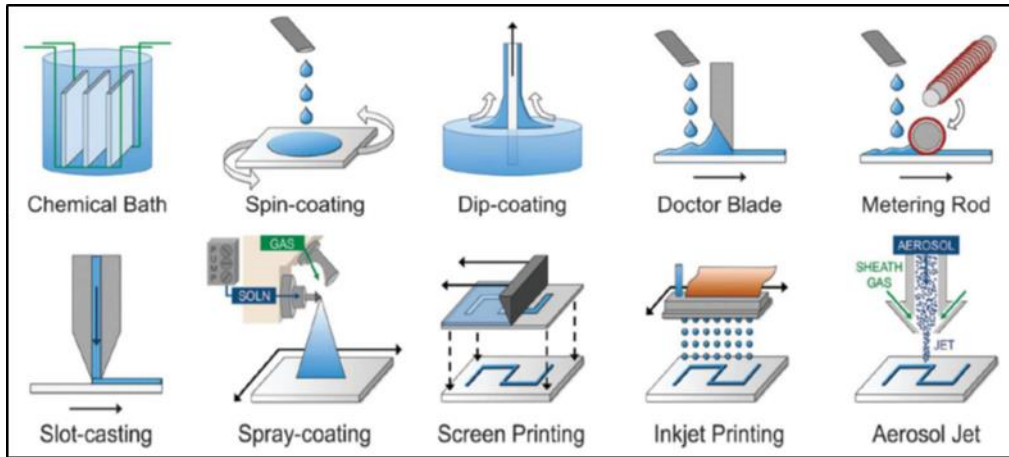 Chemical Bath
Spin-coating
Dip-coating
Doctor Blade
Metering Rod
PUMP
GAS
SOLN
AEROSOL
SHEATH
GAS
JET
Slot-casting
Spray-coating
Screen Printing
Inkjet Printing
Aerosol Jet